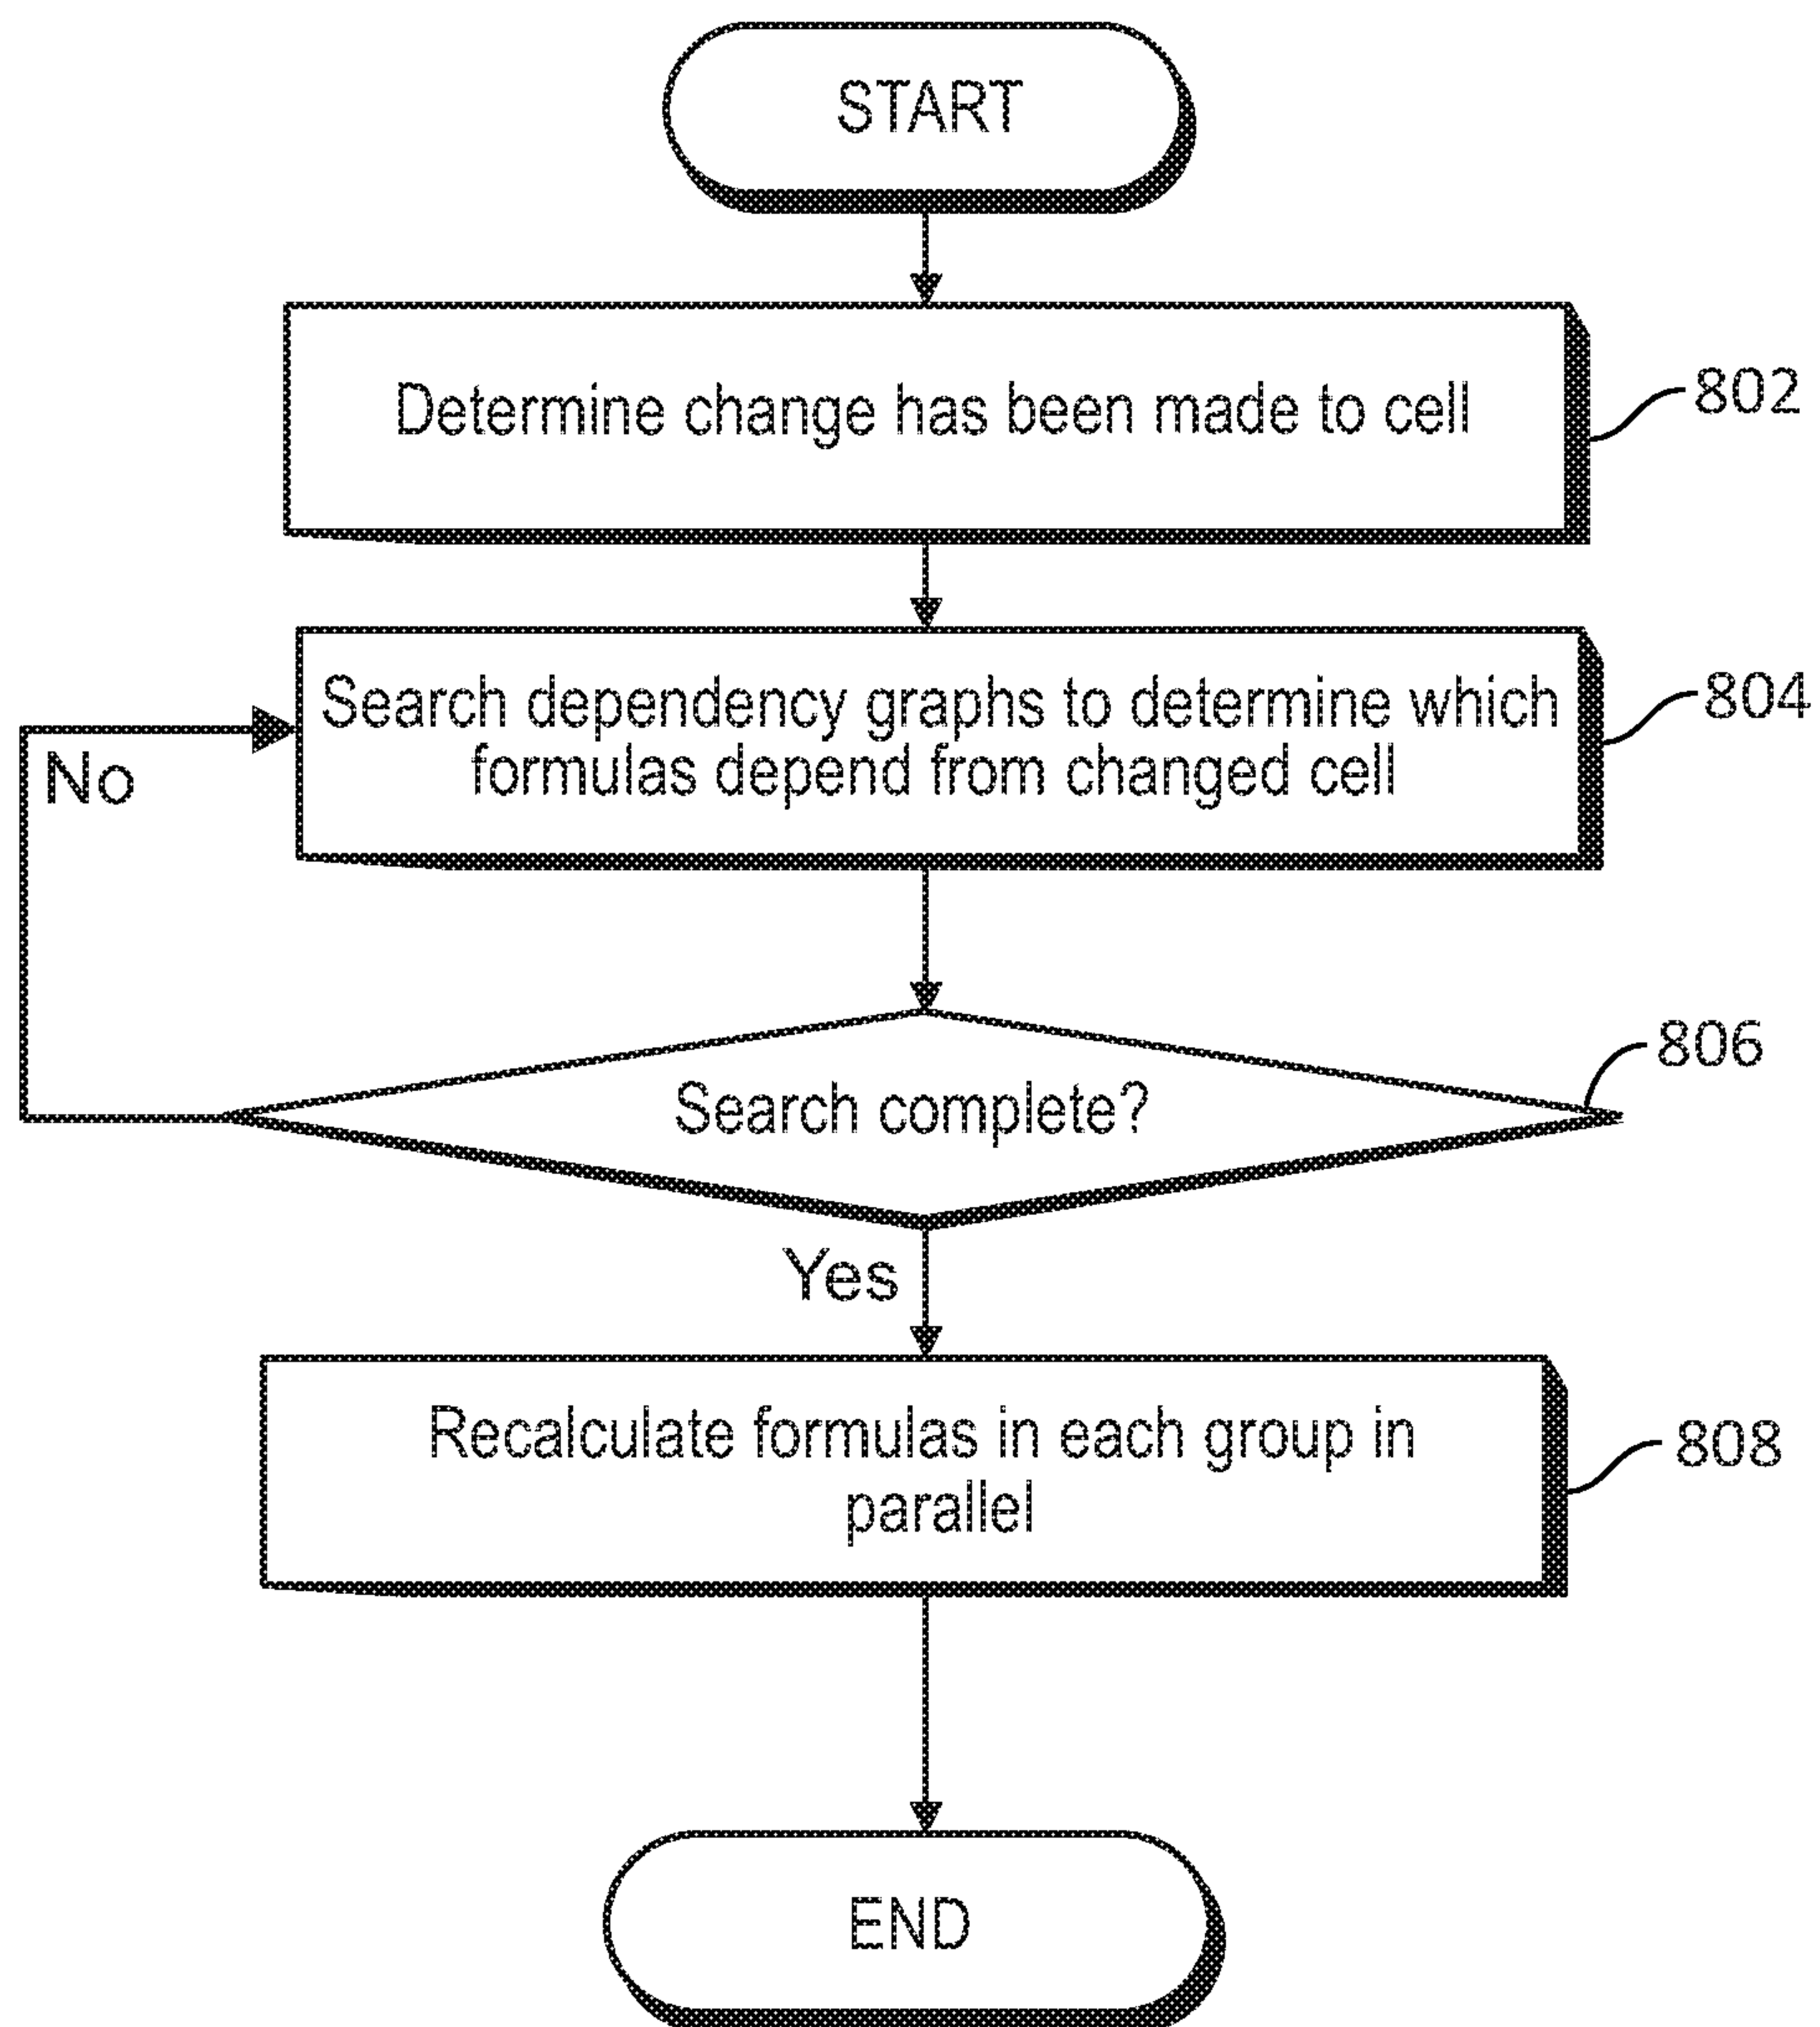 START
Determine change has been made to cell
802
Search dependency graphs to determine which
formulas depend from changed cell
804
No
Search complete?
806
Yes
Recalculate formulas in each group in
parallel
808
END